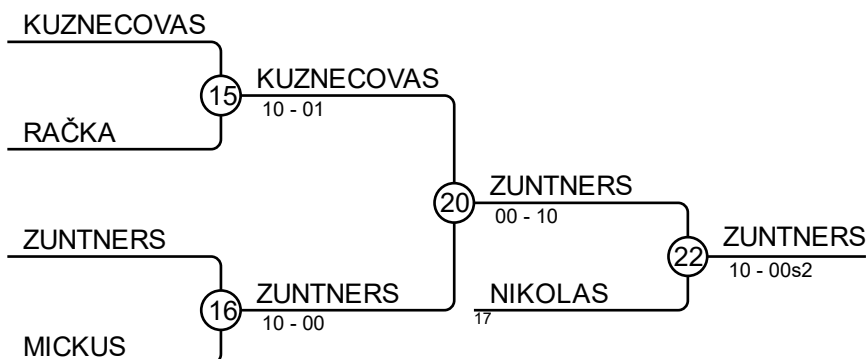 KUZNECOVAS
15
KUZNECOVAS
10 - 01
RAČKA
20
ZUNTNERS
00 - 10
ZUNTNERS
22
ZUNTNERS
10 - 00s2
16
ZUNTNERS
10 - 00
NIKOLAS
17
MICKUS